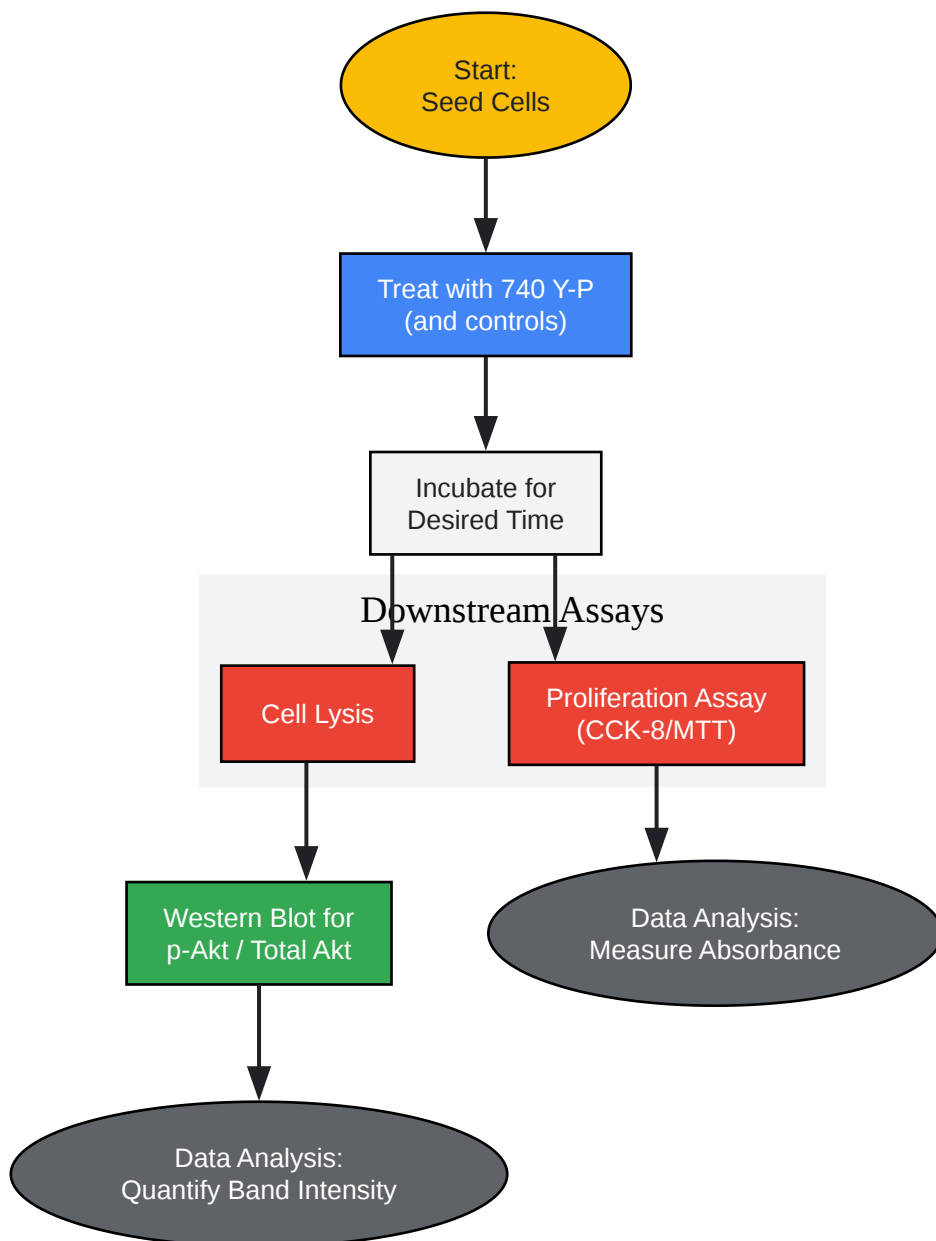 Start:
Seed Cells
Treat with 740 Y-P
(and controls)
Incubate for
Desired Time
Downstream Assays
Cell Lysis
Proliferation Assay
(CCK-8/MTT)
Western Blot for
p-Akt / Total Akt
Data Analysis:
Measure Absorbance
Data Analysis:
Quantify Band Intensity